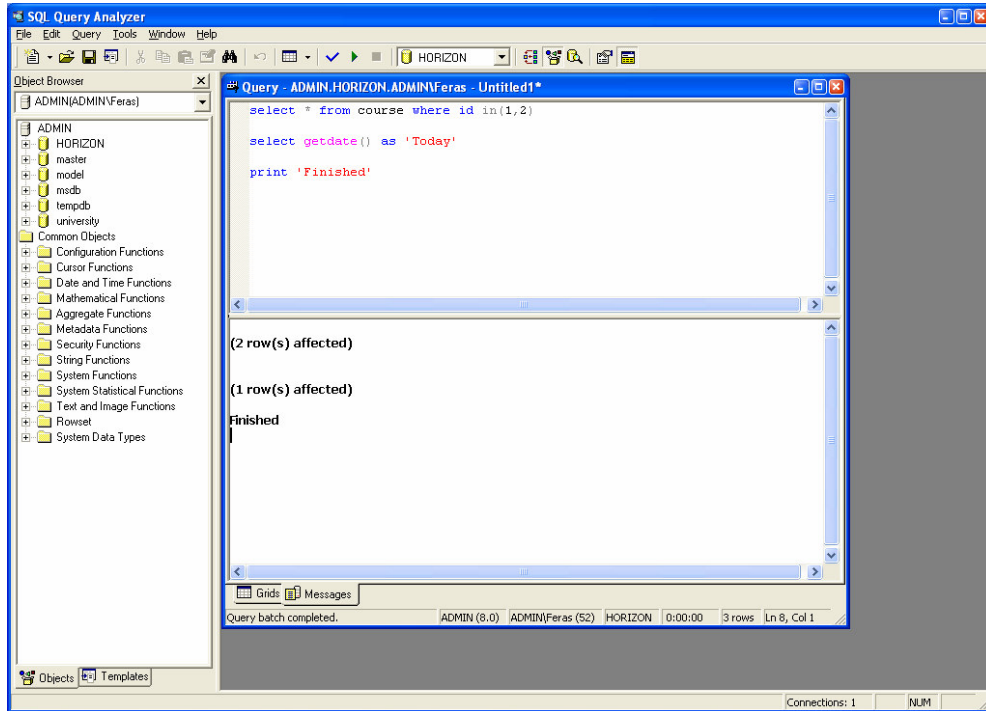 SQL Query Analyzer
File Edit Query Tools Window Help
HORIZON
Object Browser
ADMIN(ADMIN\Feras)
ADMIN
HORIZON
master
model
msdb
tempdb
university
Common Objects
Configuration Functions
Cursor Functions
Date and Time Functions
Mathematical Functions
Aggregate Functions
Metadata Functions
Security Functions
String Functions
System Functions
System Statistical Functions
Text and Image Functions
Rowset
System Data Types
Objects Templates
Query - ADMIN.HORIZON.ADMIN\Feras - Untitled1*
select * from course where id in(1,2)
select getdate() as 'Today'
print 'Finished'
(2 row(s) affected)
(1 row(s) affected)
Finished
Grids Messages
Query batch completed. ADMIN (8.0) ADMIN\Feras (52) HORIZON 0:00:00 3 rows Ln 8, Col 1
Connections: 1 NUM